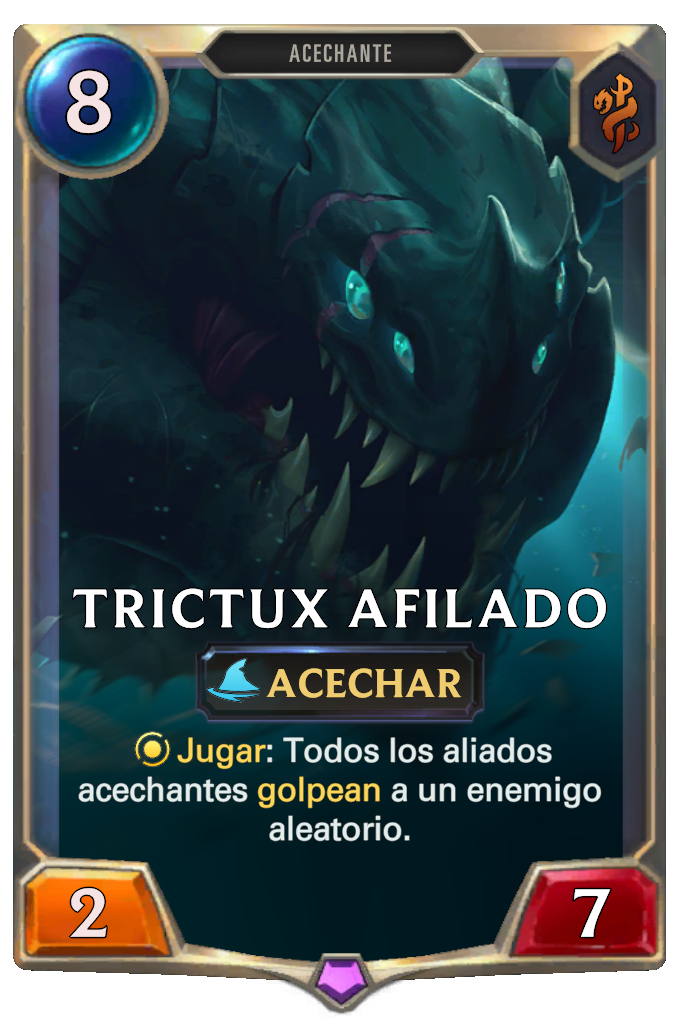 8
ACECHANTE
TRICTUX AFILADO
ACECHAR
Jugar: Todos los aliados
acechantes golpean a un enemigo
aleatorio.
2
7